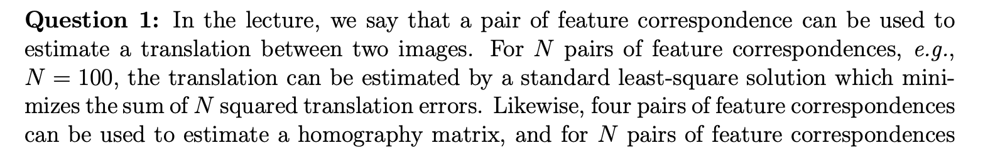 Question 1: In the lecture, we say that a pair of feature correspondence can be used to
estimate a translation between two images. For N pairs of feature correspondences, e.g.,
N = 100, the translation can be estimated by a standard least-square solution which mini-
mizes the sum of N squared translation errors. Likewise, four pairs of feature correspondences
can be used to estimate a homography matrix, and for N pairs of feature correspondences